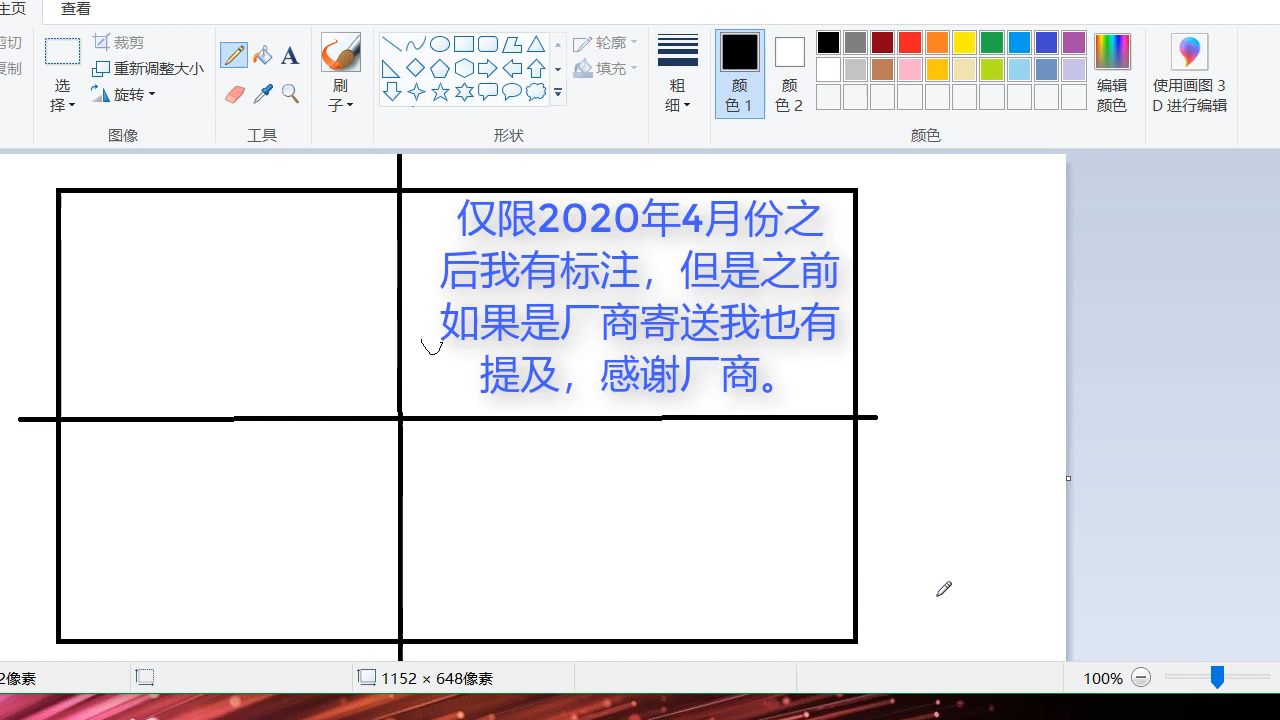 主页
查看
剪切
复制
选
择
裁剪
重新调整大小
旋转
图像
A
工具
刷
子
形状
轮廓
填充
粗
细
颜
色 1
颜
色 2
颜色
编辑
颜色
使用画图 3
D 进行编辑
仅限2020年4月份之
后我有标注，但是之前
如果是厂商寄送我也有
提及，感谢厂商。
2像素
1152 × 648像素
100%